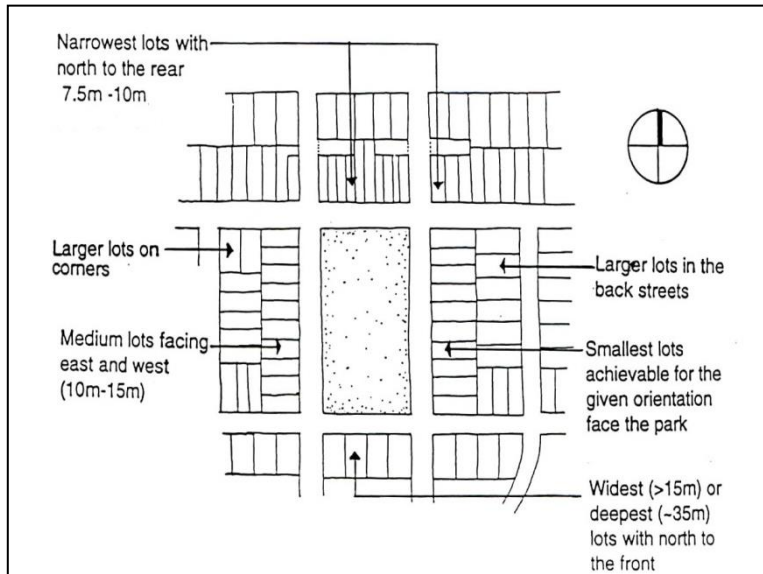 Narrowest lots with
north to the rear
7.5m -10m
Larger lots on
corners
Larger lots in the
back streets
Medium lots facing
east and west
(10m-15m)
Smallest lots
achievable for the
given orientation
face the park
Widest (>15m) or
deepest (~35m)
lots with north to
the front